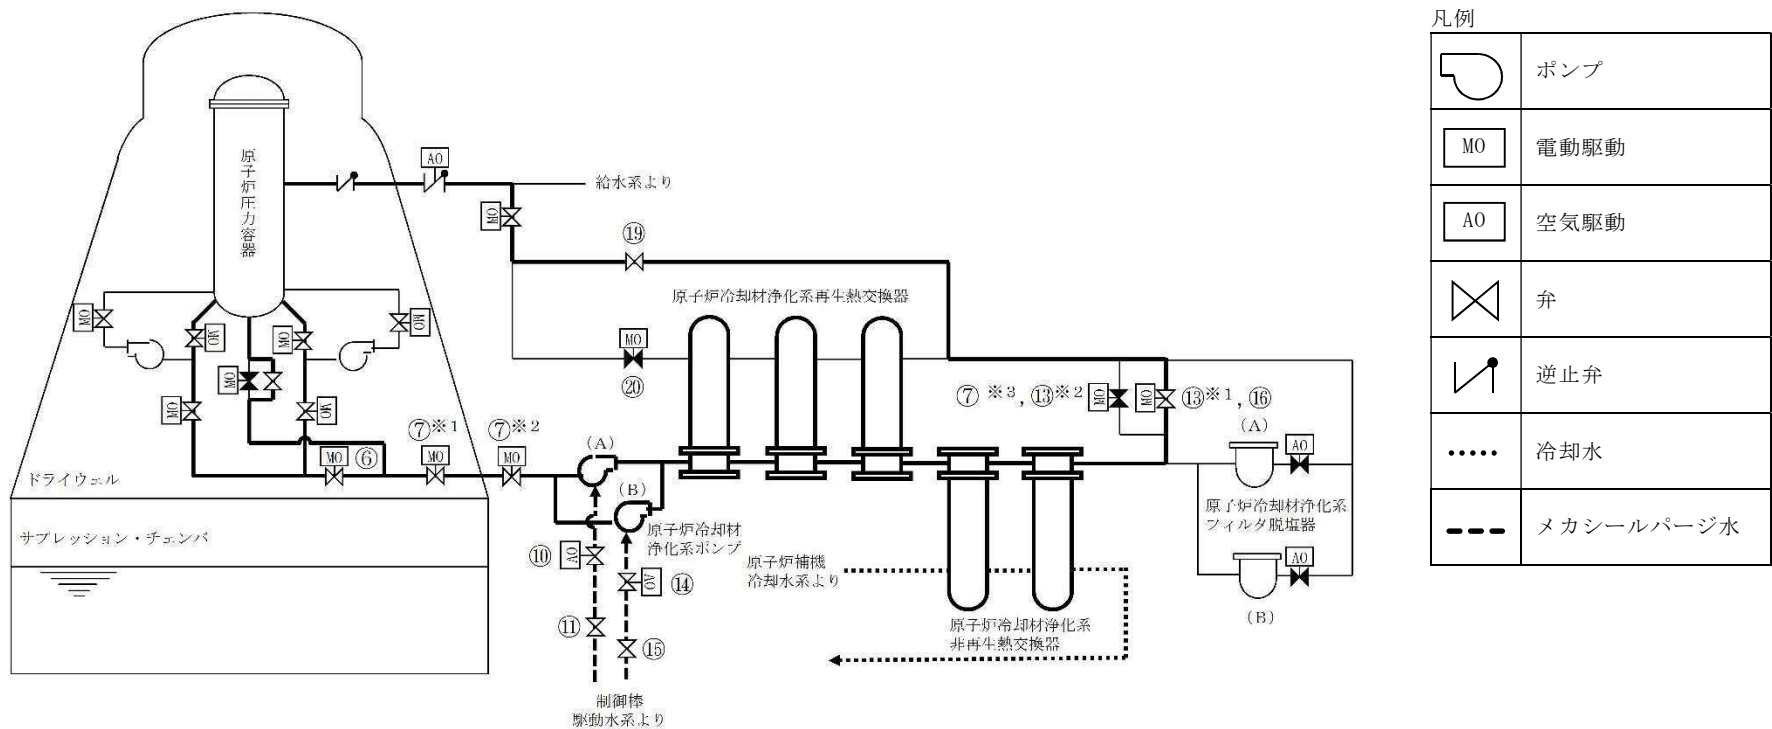 凡例
ポンプ
MO
電動駆動
AO
空気駆動
弁
逆止弁
冷却水
メカシールパージ水
原子炉圧力容器
AO
給水系より
MO
⑲
原子炉冷却材浄化系再生熱交換器
MO
MO
MO
MO
MO
⑳
MO
MO
MO
⑦※3,⑬※2
MO
MO
⑬※1,⑯
⑦※1
⑦※2
MO
⑥
MO
MO
(A)
(B)
原子炉冷却材
浄化系ポンプ
(A)
AO
原子炉冷却材浄化系
フィルタ脱塩器
AO
(B)
ドライウェル
サプレッション・チェンバ
⑩
AO
AO
⑭
⑪
⑮
原子炉補機
冷却水系より
原子炉冷却材浄化系
非再生熱交換器
制御棒
駆動水系より